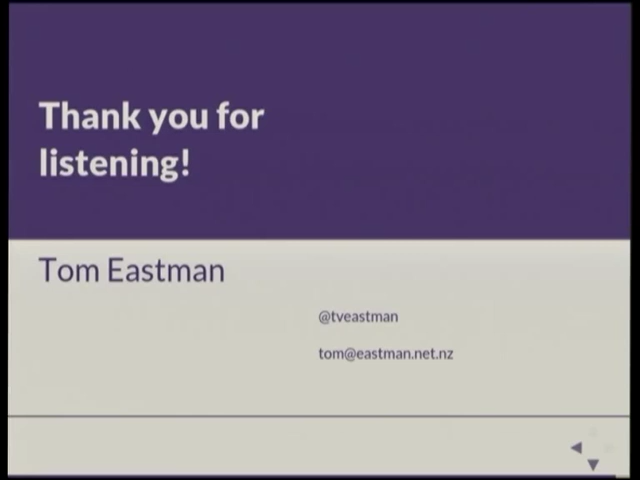 Thank you for
listening!
Tom Eastman
@tveastman
tom@eastman.net.nz